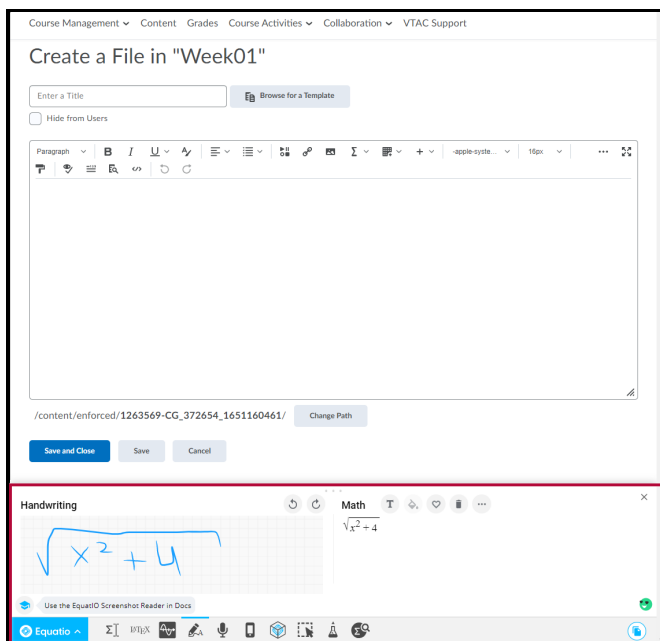 Course Management Content Grades Course Activities Collaboration VTAC Support
Create a File in "Week01"
Enter a Title Browse for a Template
Hide from Users
Paragraph B I U -apple-syste... 16px ...
/content/enforced/1263569-CG_372654_1651160461/ Change Path
Save and Close Save Cancel
Handwriting Math T
√x² + 4 √x² + 4
Use the EquatIO Screenshot Reader in Docs
Equatio LATEX